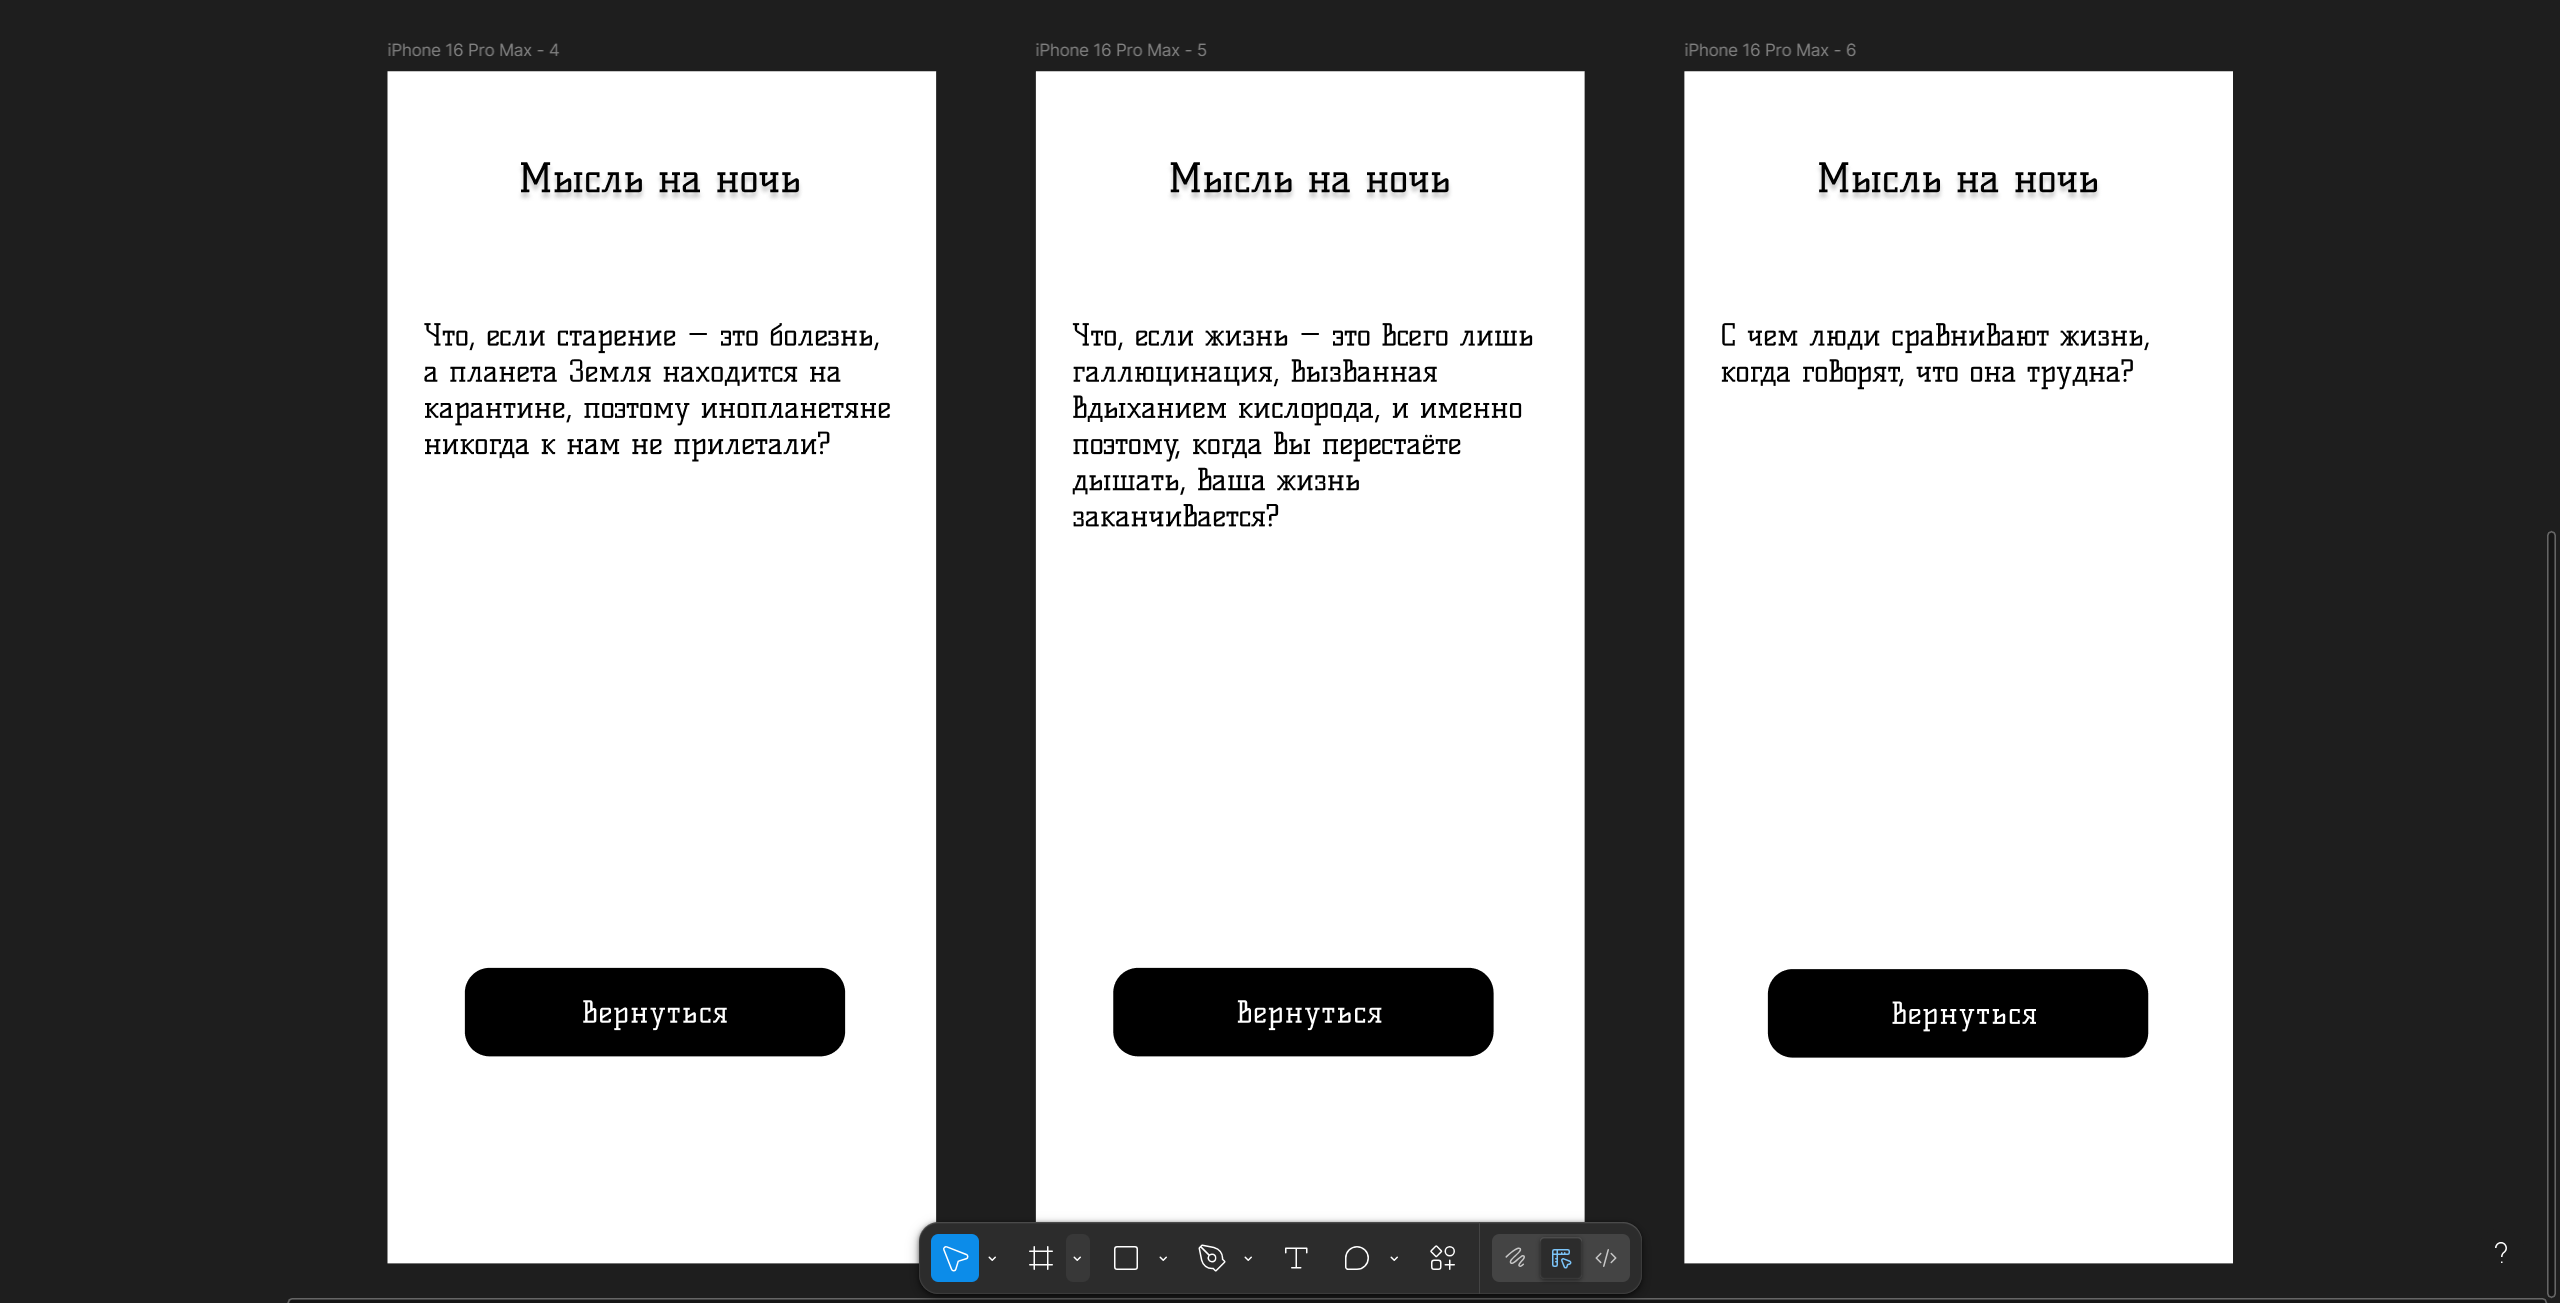 iPhone 16 Pro Max - 4
Мысль на ночь
Что, если старение — это болезнь,
а планета Земля находится на
карантине, поэтому инопланетяне
никогда к нам не прилетали?
Вернуться
iPhone 16 Pro Max - 5
Мысль на ночь
Что, если жизнь — это всего лишь
галлюцинация, вызванная
вдыханием кислорода, и именно
поэтому, когда вы перестаёте
дышать, ваша жизнь
заканчивается?
Вернуться
iPhone 16 Pro Max - 6
Мысль на ночь
С чем люди сравнивают жизнь,
когда говорят, что она трудна?
Вернуться
?